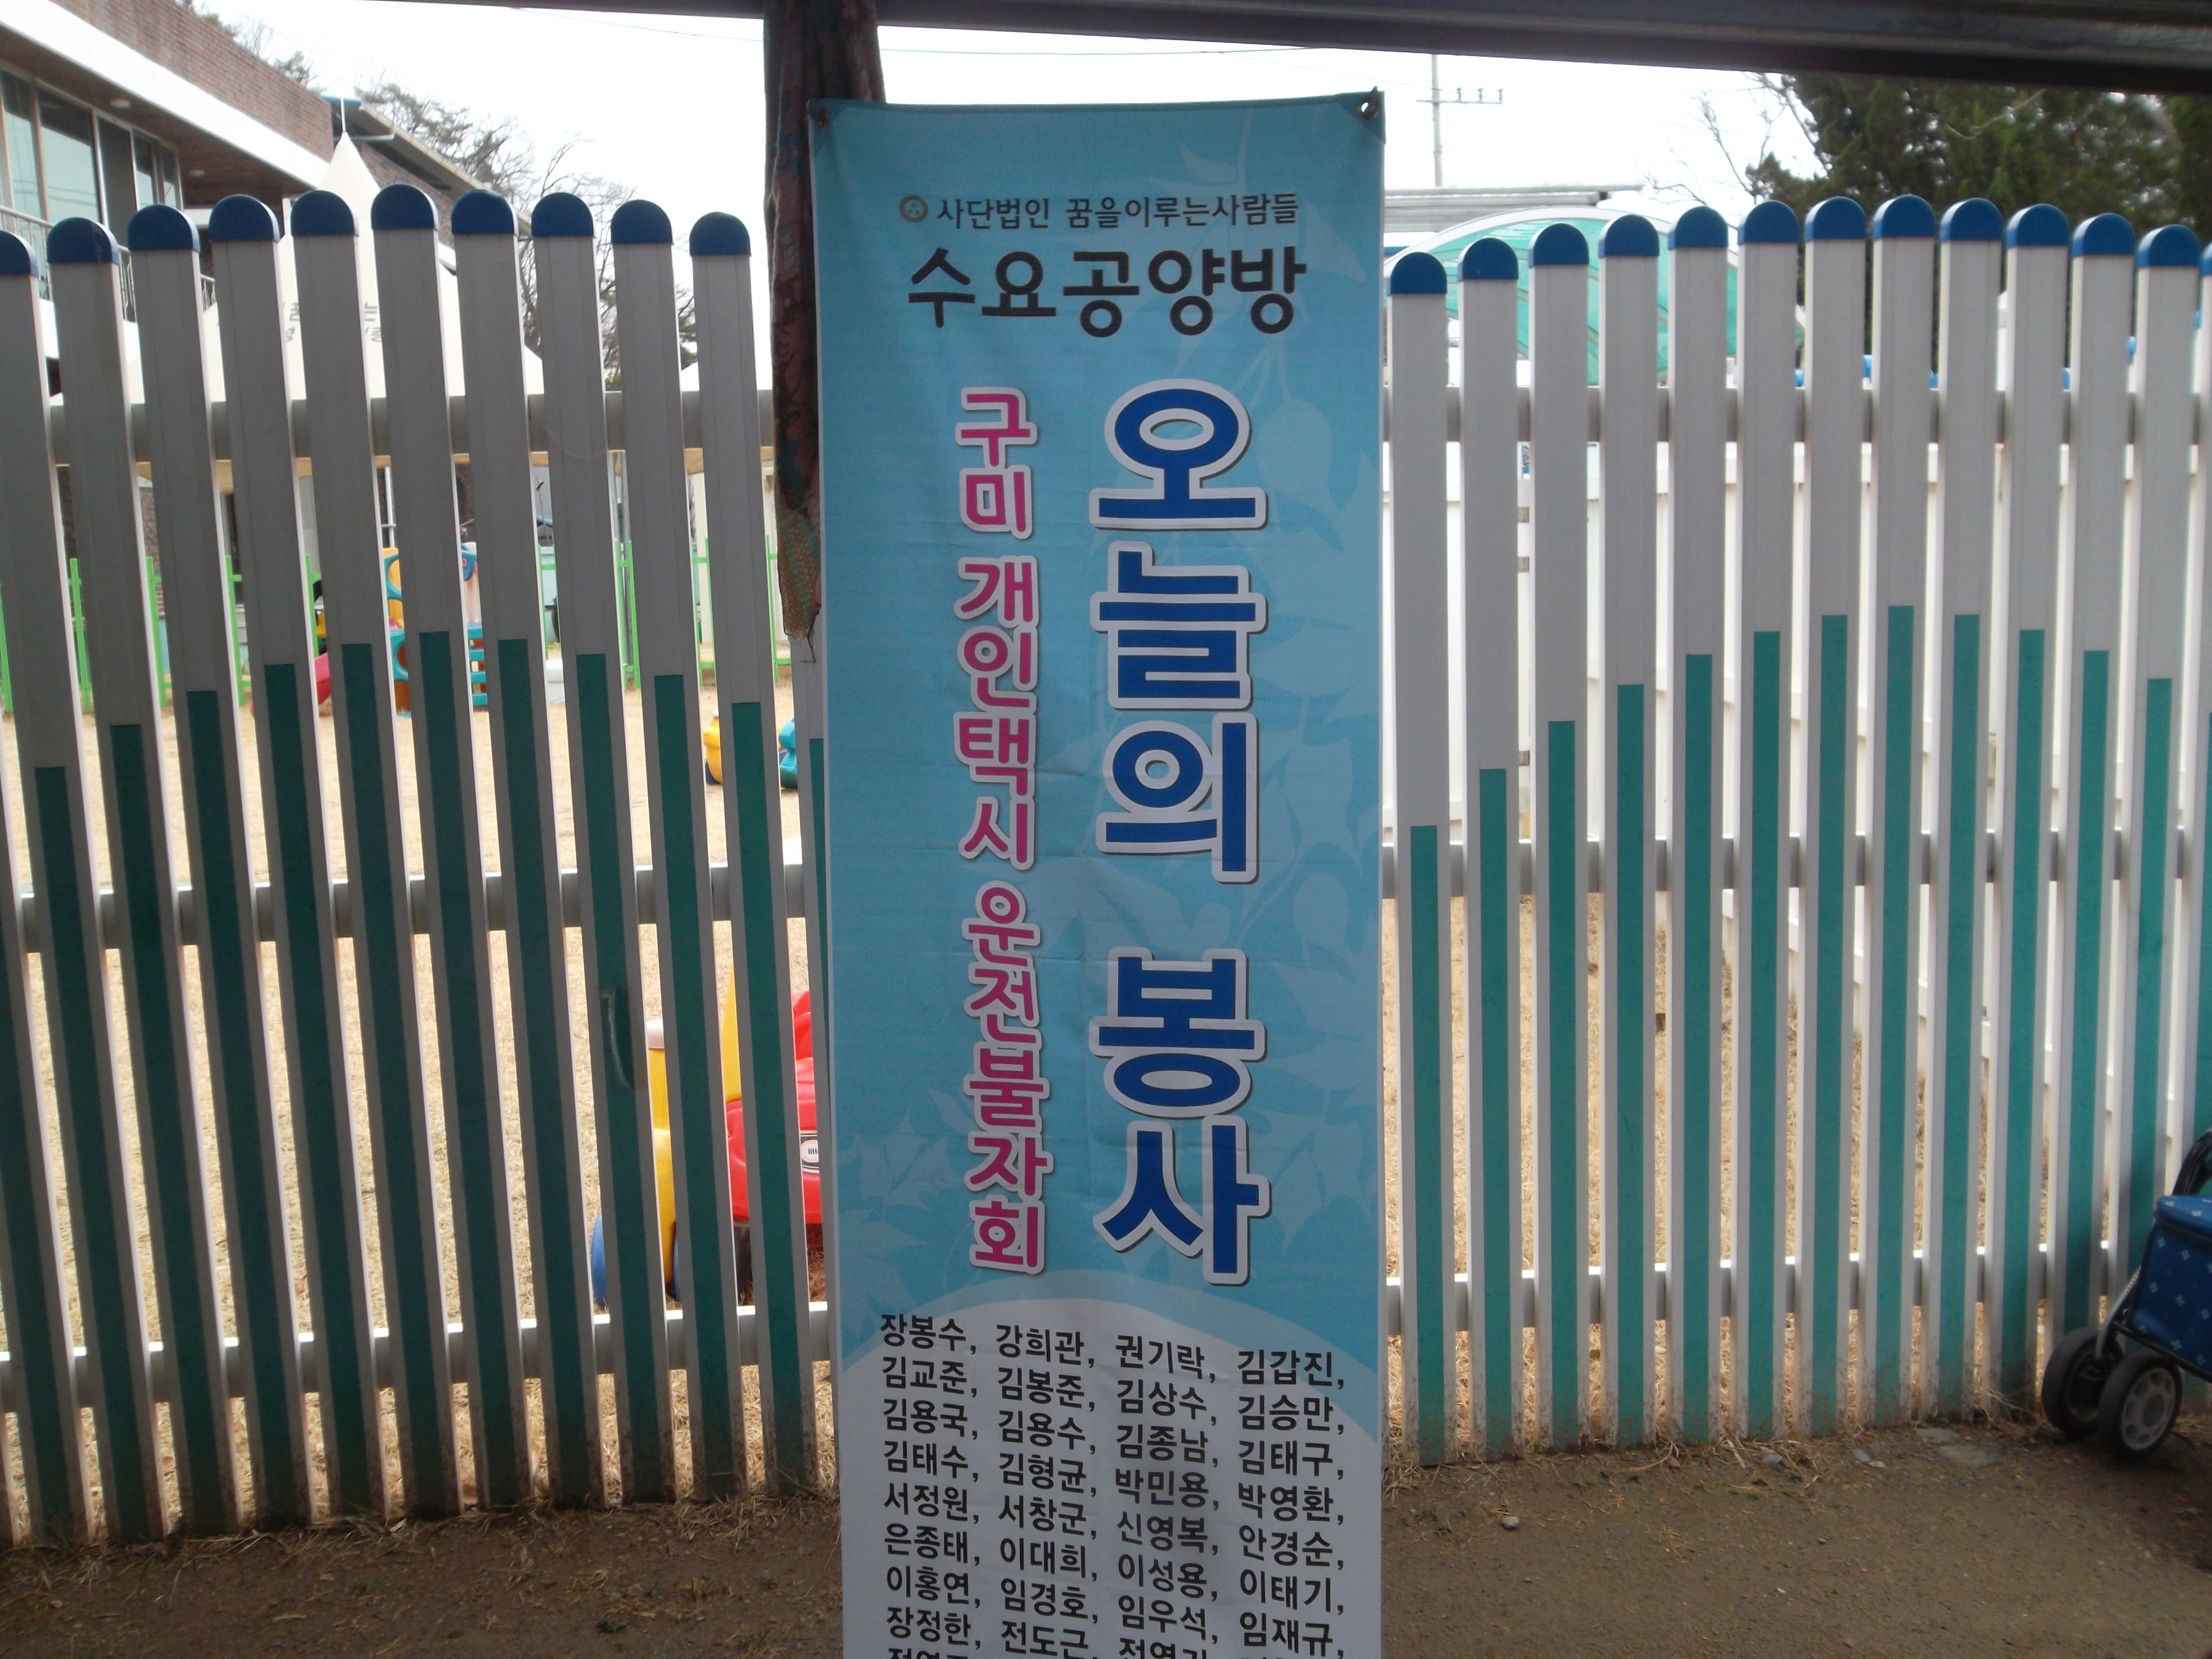 사단법인 꿈을이루는사람들
수요공양방
오늘의 봉사
구미 개인택시 운전불자회
장봉수, 강희관, 권기락, 김갑진,
김교준, 김봉준, 김상수, 김승만,
김용국, 김용수, 김종남, 김태구,
김태수, 김형균, 박민용, 박영환,
서정원, 서창군, 신영복, 안경순,
은종태, 이대희, 이성용, 이태기,
이홍연, 임경호, 임우석, 임재규,
장정한, 전도근,